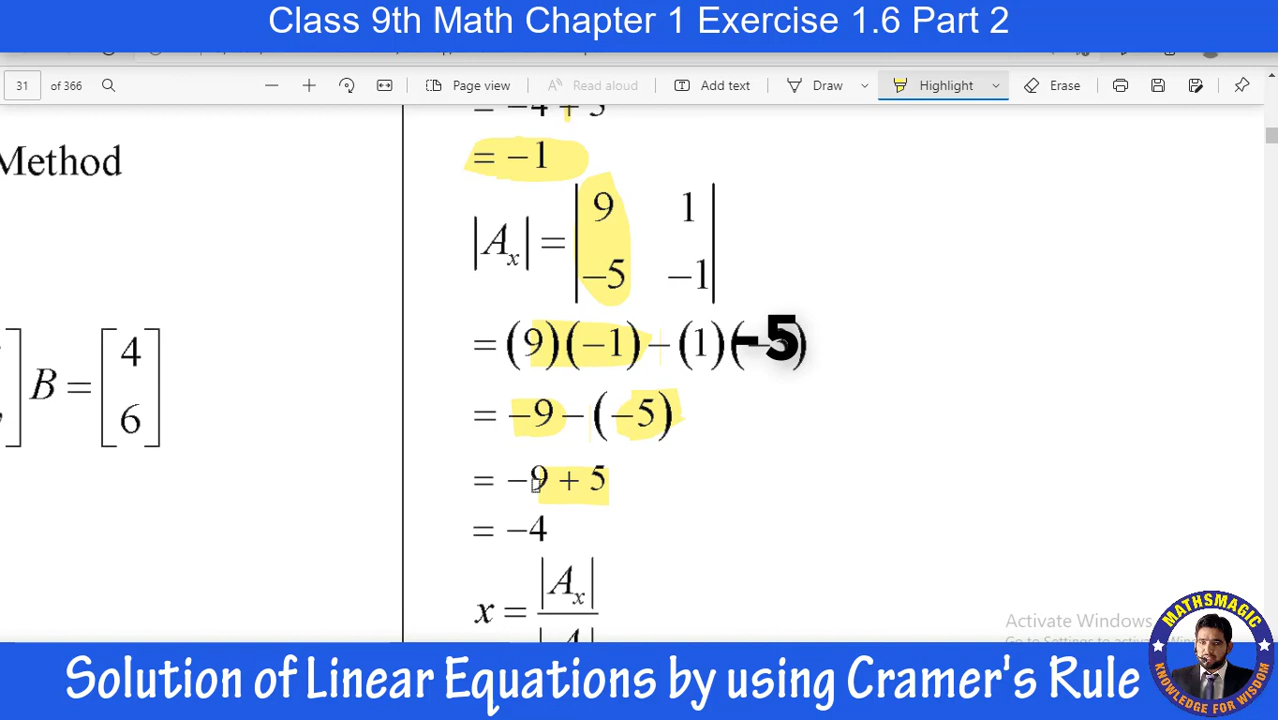 Class 9th Math Chapter 1 Exercise 1.6 Part 2
31 of 366 Page view Read aloud Add text Draw Highlight Erase
Method
B = [4
6]
= −4 + 3
= −1
|Aₓ| = |9 1
−5 −1|
= (9)(−1) − (1)(-5)
= −9 − (−5)
= −9 + 5
= −4
x = |Aₓ|
Activate Windows
MATHSMAGIC
KNOWLEDGE FOR WISDOM
Solution of Linear Equations by using Cramer's Rule